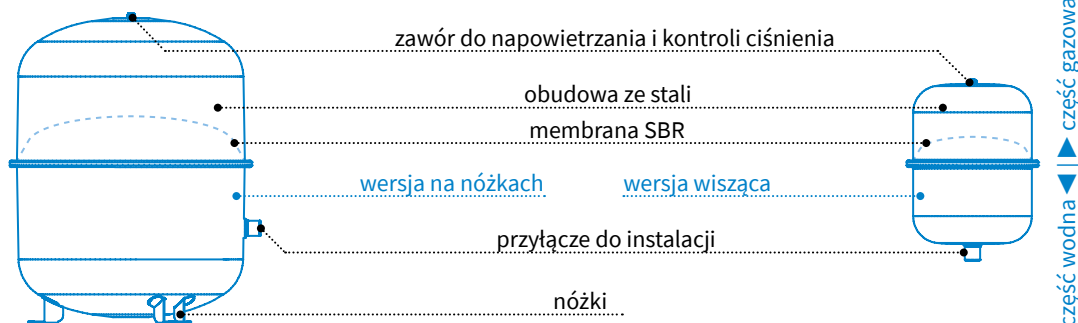 zawór do napowietrzania i kontroli ciśnienia
obudowa ze stali
membrana SBR
wersja na nóżkach
wersja wisząca
przyłącze do instalacji
nóżki
część wodna ◀ | ▶ część gazowa